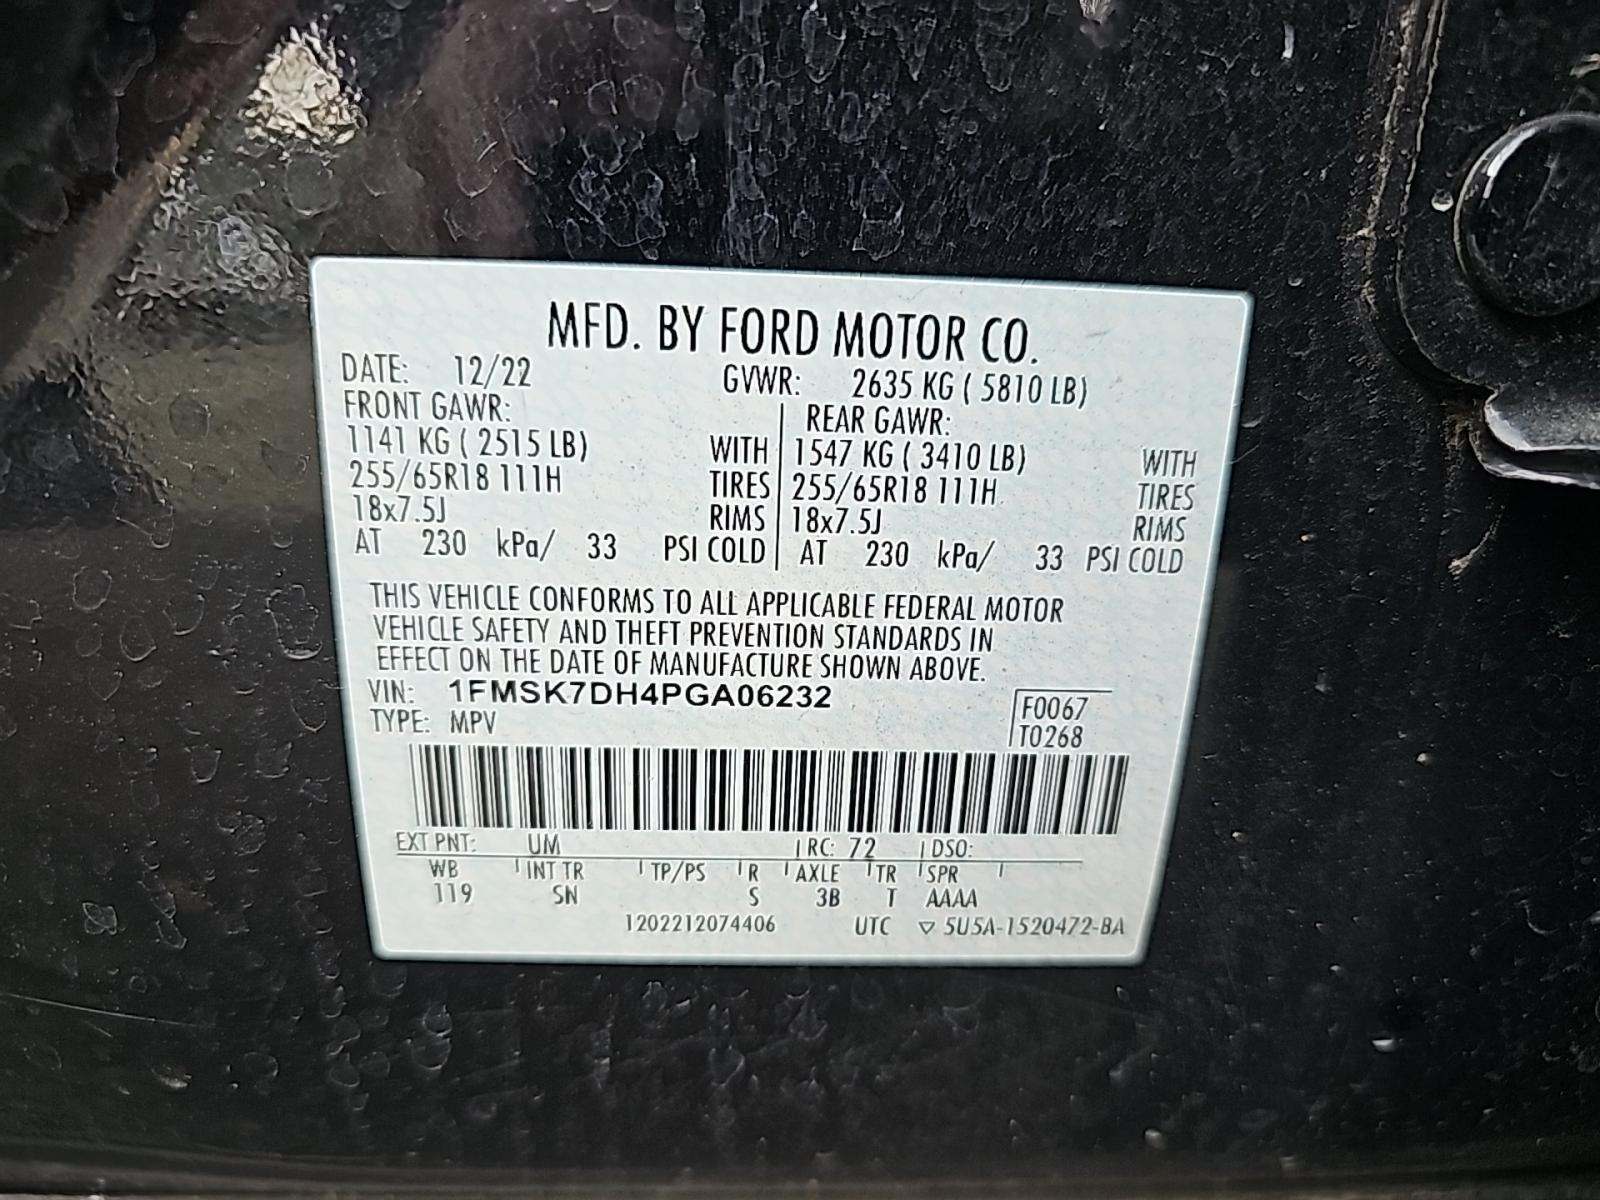 MFD. BY FORD MOTOR CO.
DATE: 12/22 GVWR: 2635 KG ( 5810 LB)
FRONT GAWR: REAR GAWR:
1141 KG ( 2515 LB) WITH 1547 KG ( 3410 LB) WITH
255/65R18 111H TIRES 255/65R18 111H TIRES
18x7.5J RIMS 18x7.5J RIMS
AT 230 kPa/ 33 PSI COLD AT 230 kPa/ 33 PSI COLD
THIS VEHICLE CONFORMS TO ALL APPLICABLE FEDERAL MOTOR
VEHICLE SAFETY AND THEFT PREVENTION STANDARDS IN
EFFECT ON THE DATE OF MANUFACTURE SHOWN ABOVE.
VIN: 1FMSK7DH4PGA06232 F0067
TYPE: MPV T0268
EXT PNT: UM RC: 72 DSO:
WB INT TR TP/PS R AXLE TR SPR
119 SN S 3B T AAAA
1202212074406 UTC ▽ 5U5A-1520472-BA